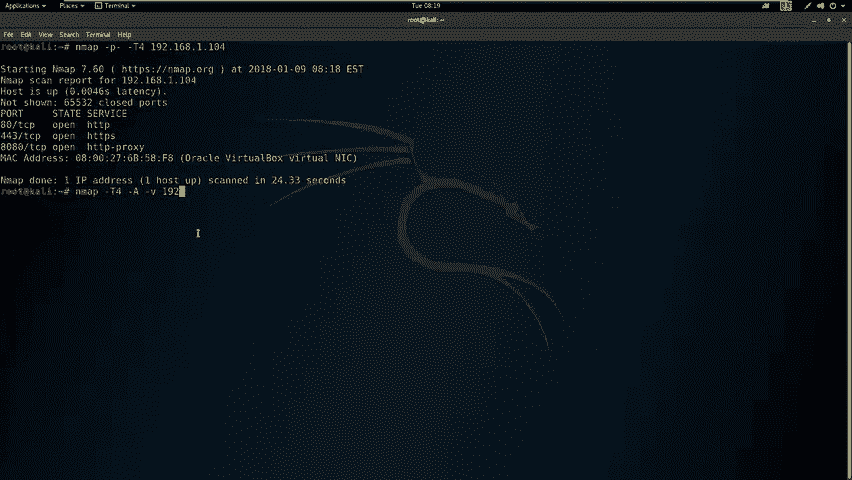 Applications Places Terminal Tue 08:19
root@kali: ~
File Edit View Search Terminal Help
root@kali:~# nmap -p- -T4 192.168.1.104
Starting Nmap 7.60 ( https://nmap.org ) at 2018-01-09 08:18 EST
Nmap scan report for 192.168.1.104
Host is up (0.0046s latency).
Not shown: 65532 closed ports
PORT STATE SERVICE
80/tcp open http
443/tcp open https
8080/tcp open http-proxy
MAC Address: 08:00:27:6B:58:F8 (Oracle VirtualBox virtual NIC)
Nmap done: 1 IP address (1 host up) scanned in 24.33 seconds
root@kali:~# nmap -T4 -A -v 192